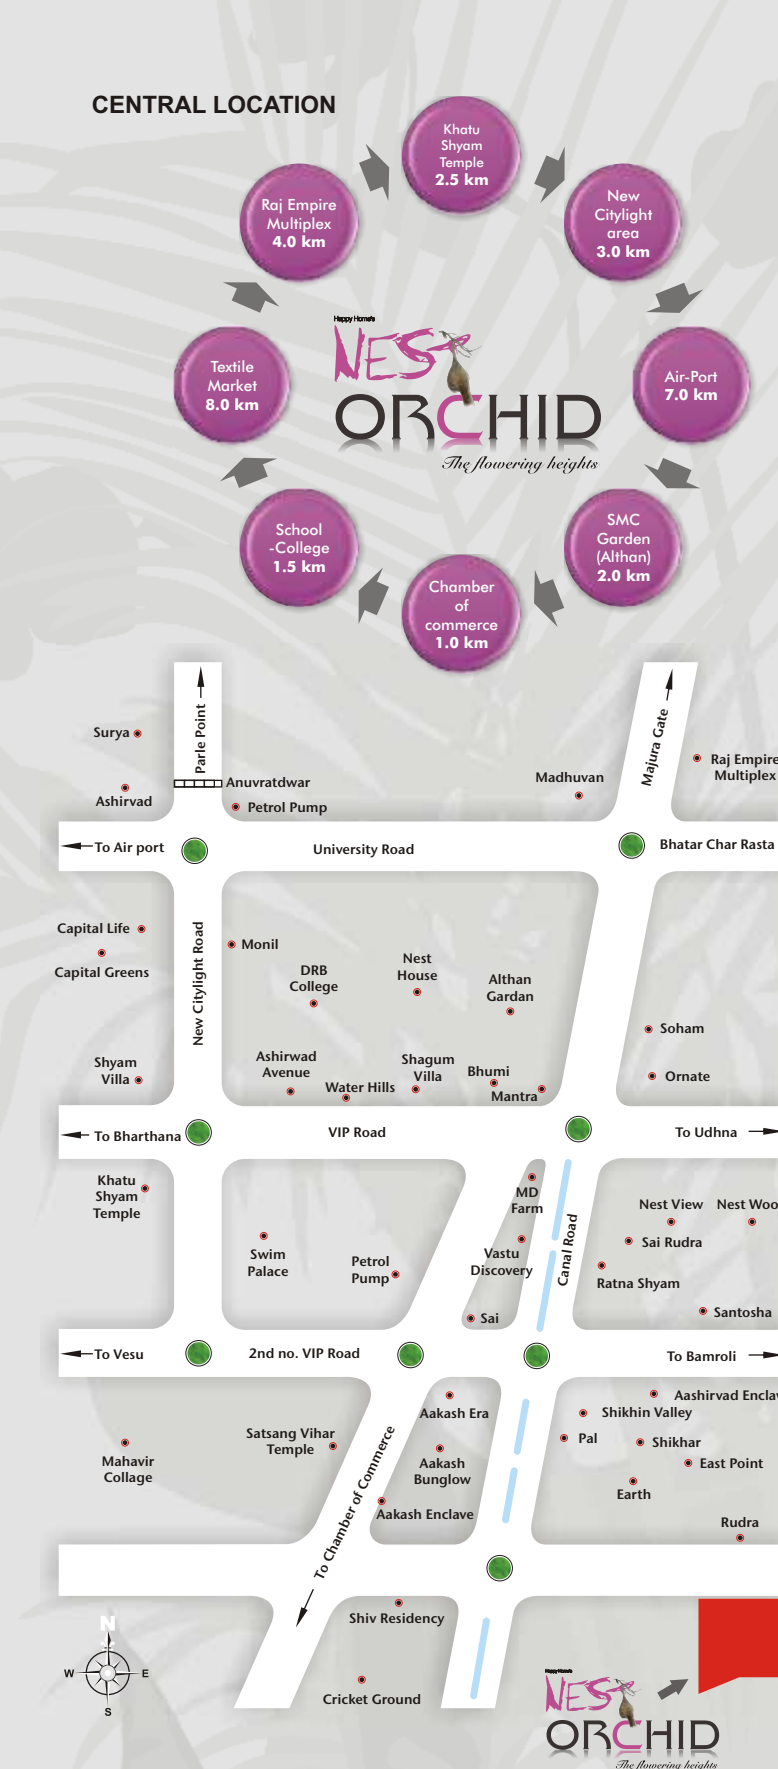 CENTRAL LOCATION
Khatu
Shyam
Temple
2.5 km
Raj Empire
Multiplex
4.0 km
New
Citylight
area
3.0 km
Textile
Market
8.0 km
Happy Home's
NEST
ORCHID
The flowering heights
Air-Port
7.0 km
School
-College
1.5 km
SMC
Garden
(Althan)
2.0 km
Chamber
of
commerce
1.0 km
Parle Point
Majura Gate
Surya
Ashirvad
Anuvratdwar
Petrol Pump
Madhuvan
Raj Empire
Multiplex
To Air port
University Road
Bhatar Char Rasta
Capital Life
Capital Greens
New Citylight Road
Monil
DRB
College
Nest
House
Althan
Gardan
Soham
Ornate
Shyam
Villa
Ashirwad
Avenue
Water Hills
Shagum
Villa
Bhumi
Mantra
To Bharthana
VIP Road
To Udhna
Khatu
Shyam
Temple
Swim
Palace
Petrol
Pump
MD
Farm
Vastu
Discovery
Sai
Canal Road
Nest View
Nest Woo
Sai Rudra
Ratna Shyam
Santosha
To Vesu
2nd no. VIP Road
To Bamroli
Mahavir
Collage
Satsang Vihar
Temple
To Chamber of Commerce
Aakash Era
Aakash
Bunglow
Aakash Enclave
Aashirvad Encla
Shikhin Valley
Pal
Shikhar
East Point
Earth
Rudra
Shiv Residency
Cricket Ground
N
W
E
S
Happy Home's
NEST
ORCHID
The flowering heights